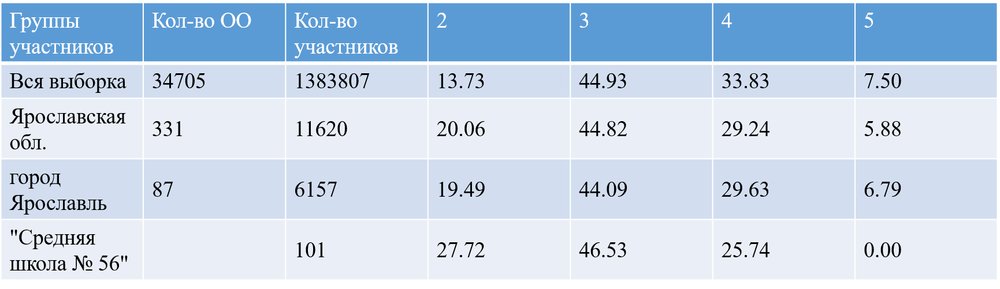 Группы участников Кол-во ОО Кол-во участников 2 3 4 5
Вся выборка 34705 1383807 13.73 44.93 33.83 7.50
Ярославская обл. 331 11620 20.06 44.82 29.24 5.88
город Ярославль 87 6157 19.49 44.09 29.63 6.79
"Средняя школа № 56" 101 27.72 46.53 25.74 0.00